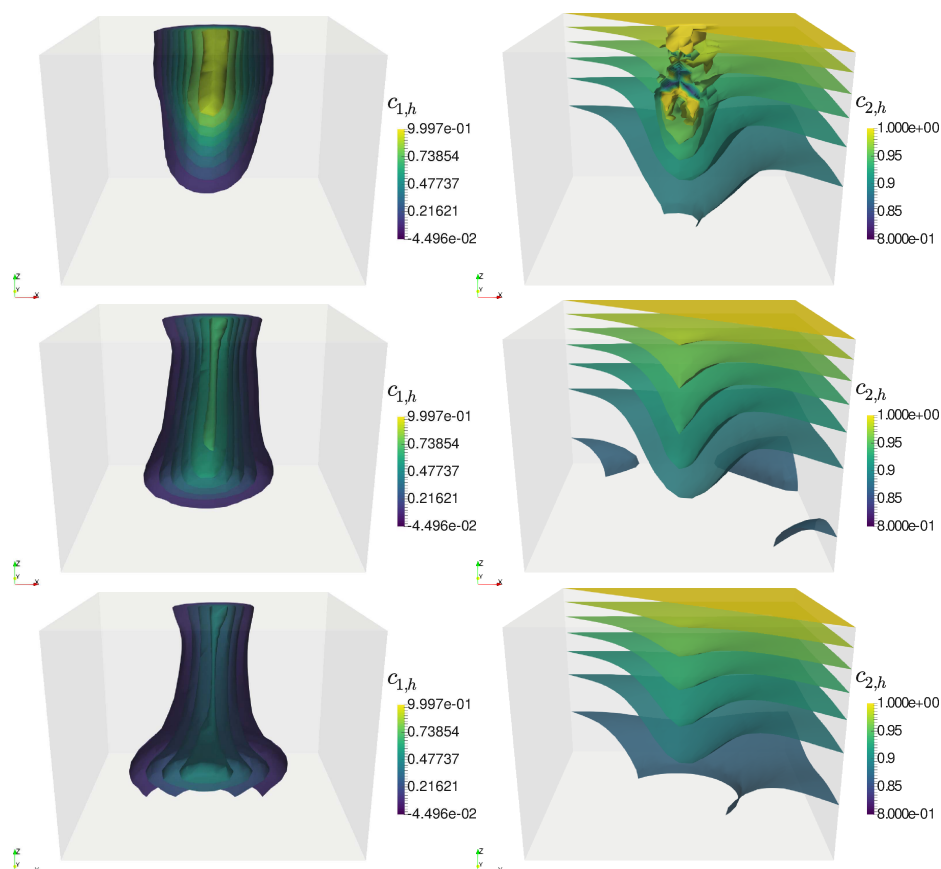 c1,h
9.997e-01
0.73854
0.47737
0.21621
-4.496e-02
Z
Y
X
c2,h
1.000e+00
0.95
0.9
0.85
8.000e-01
Z
Y
X
c1,h
9.997e-01
0.73854
0.47737
0.21621
-4.496e-02
Z
Y
X
c2,h
1.000e+00
0.95
0.9
0.85
8.000e-01
Z
Y
X
c1,h
9.997e-01
0.73854
0.47737
0.21621
-4.496e-02
Z
Y
c2,h
1.000e+00
0.95
0.9
0.85
8.000e-01
Z
Y